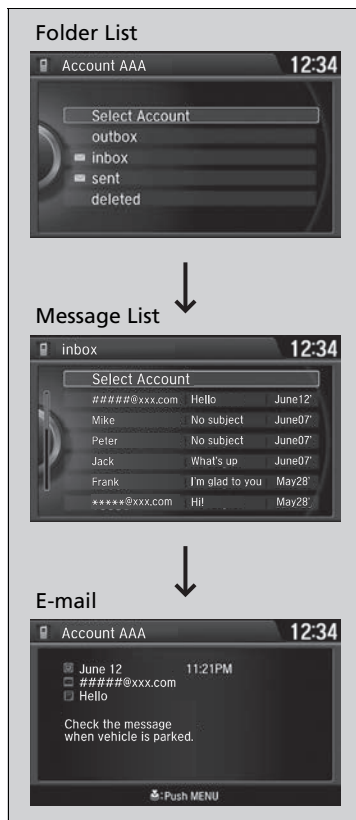 Folder List
Account AAA 12:34
Select Account
outbox
inbox
sent
deleted
Message List
inbox 12:34
Select Account
#####@xxx.com Hello June12'
Mike No subject June07'
Peter No subject June07'
Jack What's up June07'
Frank I'm glad to you May28'
*****@xxx.com Hi! May28'
E-mail
Account AAA 12:34
June 12 11:21PM
#####@xxx.com
Hello
Check the message
when vehicle is parked.
:Push MENU